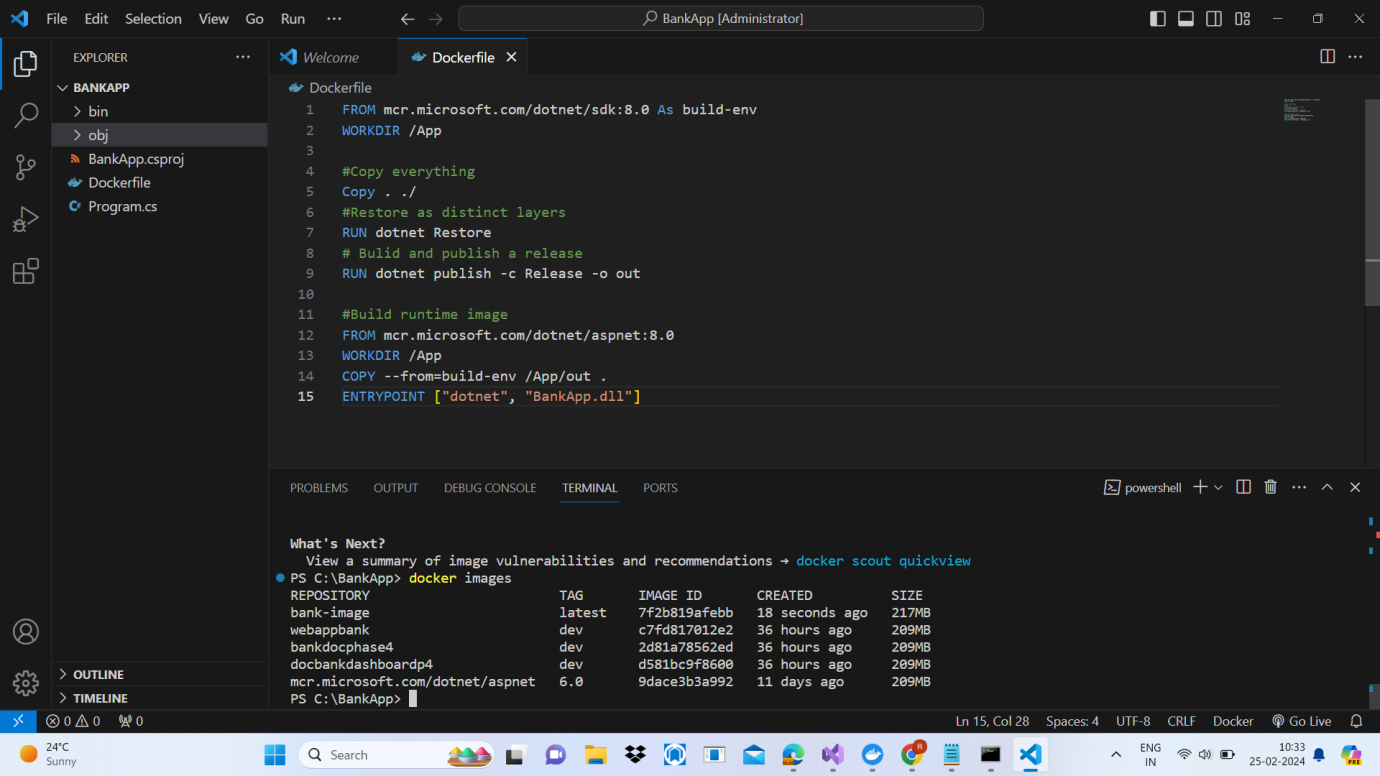 File Edit Selection View Go Run ··· BankApp [Administrator]
EXPLORER ···
BANKAPP
bin
obj
BankApp.csproj
Dockerfile
Program.cs
OUTLINE
TIMELINE
Welcome Dockerfile
Dockerfile
1 FROM mcr.microsoft.com/dotnet/sdk:8.0 As build-env
2 WORKDIR /App
3
4 #Copy everything
5 Copy . ../
6 #Restore as distinct layers
7 RUN dotnet Restore
8 # Bulid and publish a release
9 RUN dotnet publish -c Release -o out
10
11 #Build runtime image
12 FROM mcr.microsoft.com/dotnet/aspnet:8.0
13 WORKDIR /App
14 COPY --from=build-env /App/out .
15 ENTRYPOINT ["dotnet", "BankApp.dll"]
PROBLEMS OUTPUT DEBUG CONSOLE TERMINAL PORTS powershell
What's Next?
View a summary of image vulnerabilities and recommendations → docker scout quickview
PS C:\BankApp> docker images
REPOSITORY TAG IMAGE ID CREATED SIZE
bank-image latest 7f2b819afebb 18 seconds ago 217MB
webappbank dev c7fd817012e2 36 hours ago 209MB
bankdocphase4 dev 2d81a78562ed 36 hours ago 209MB
docbankdashboardp4 dev d581bc9f8600 36 hours ago 209MB
mcr.microsoft.com/dotnet/aspnet 6.0 9dace3b3a992 11 days ago 209MB
PS C:\BankApp>
0 0 0 Ln 15, Col 28 Spaces: 4 UTF-8 CRLF Docker Go Live
24°C
Sunny
Search
R
ENG
IN
10:33
25-02-2024
PRE